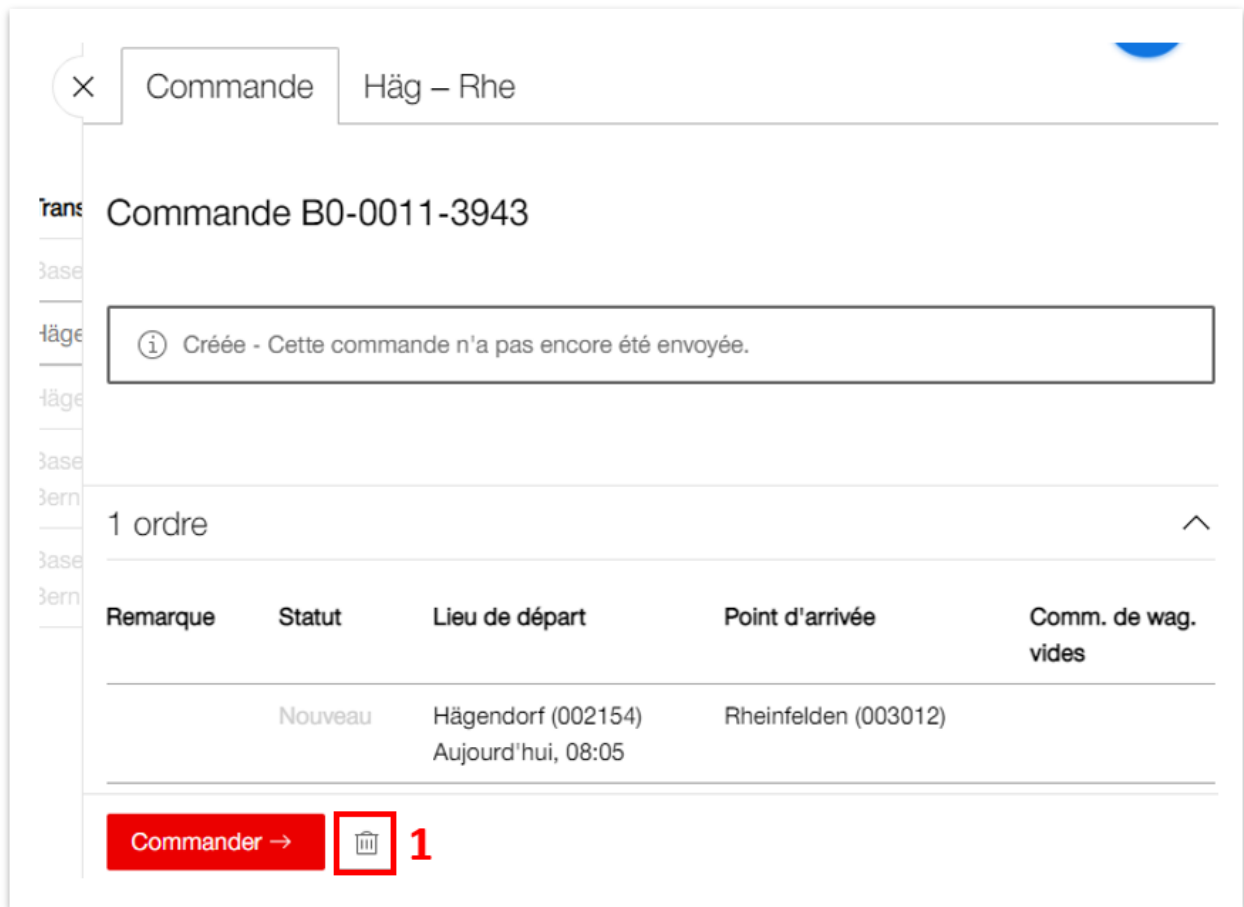 Commande
Häg – Rhe
Commande B0-0011-3943
Créée - Cette commande n'a pas encore été envoyée.
1 ordre
Remarque Statut Lieu de départ Point d'arrivée Comm. de wag.
vides
Nouveau Hägendorf (002154) Rheinfelden (003012)
Aujourd'hui, 08:05
Commander →
1